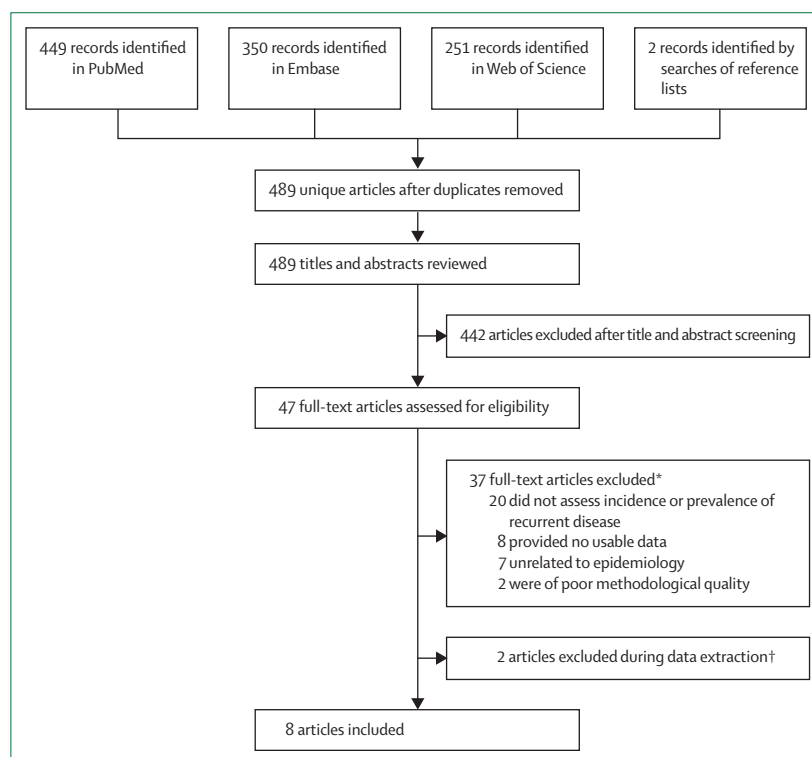 449 records identified
in PubMed
350 records identified
in Embase
251 records identified
in Web of Science
2 records identified by
searches of reference
lists
489 unique articles after duplicates removed
489 titles and abstracts reviewed
442 articles excluded after title and abstract screening
47 full-text articles assessed for eligibility
37 full-text articles excluded*
20 did not assess incidence or prevalence of
recurrent disease
8 provided no usable data
7 unrelated to epidemiology
2 were of poor methodological quality
2 articles excluded during data extraction†
8 articles included